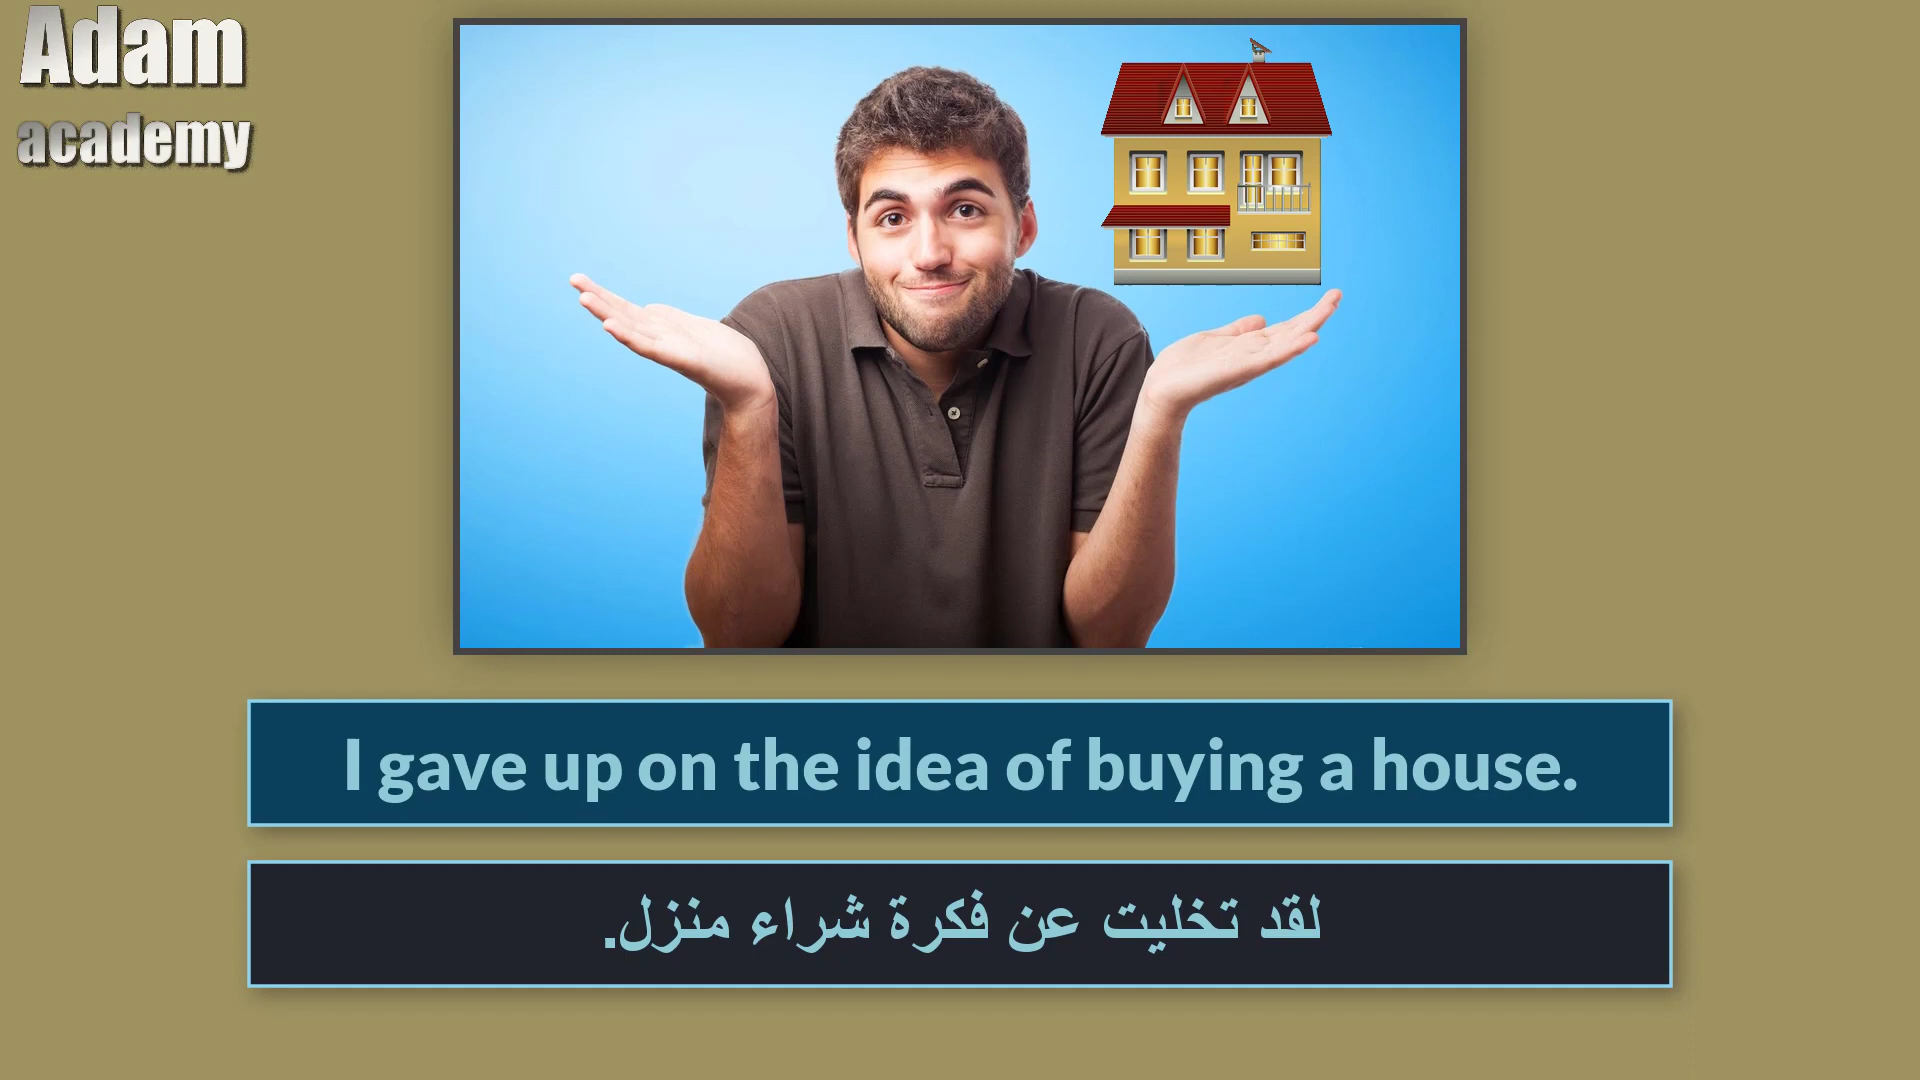 Adam
academy
I gave up on the idea of buying a house.
لقد تخليت عن فكرة شراء منزل.